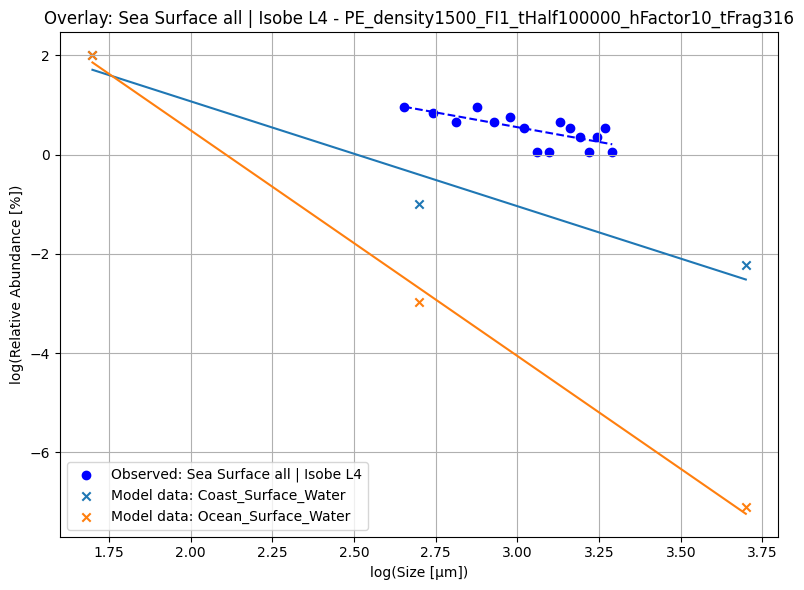 Overlay: Sea Surface all | Isobe L4 - PE_density1500_FI1_tHalf100000_hFactor10_tFrag316
log(Relative Abundance [%])
2
0
−2
−4
−6
Observed: Sea Surface all | Isobe L4
Model data: Coast_Surface_Water
Model data: Ocean_Surface_Water
1.75 2.00 2.25 2.50 2.75 3.00 3.25 3.50 3.75
log(Size [µm])